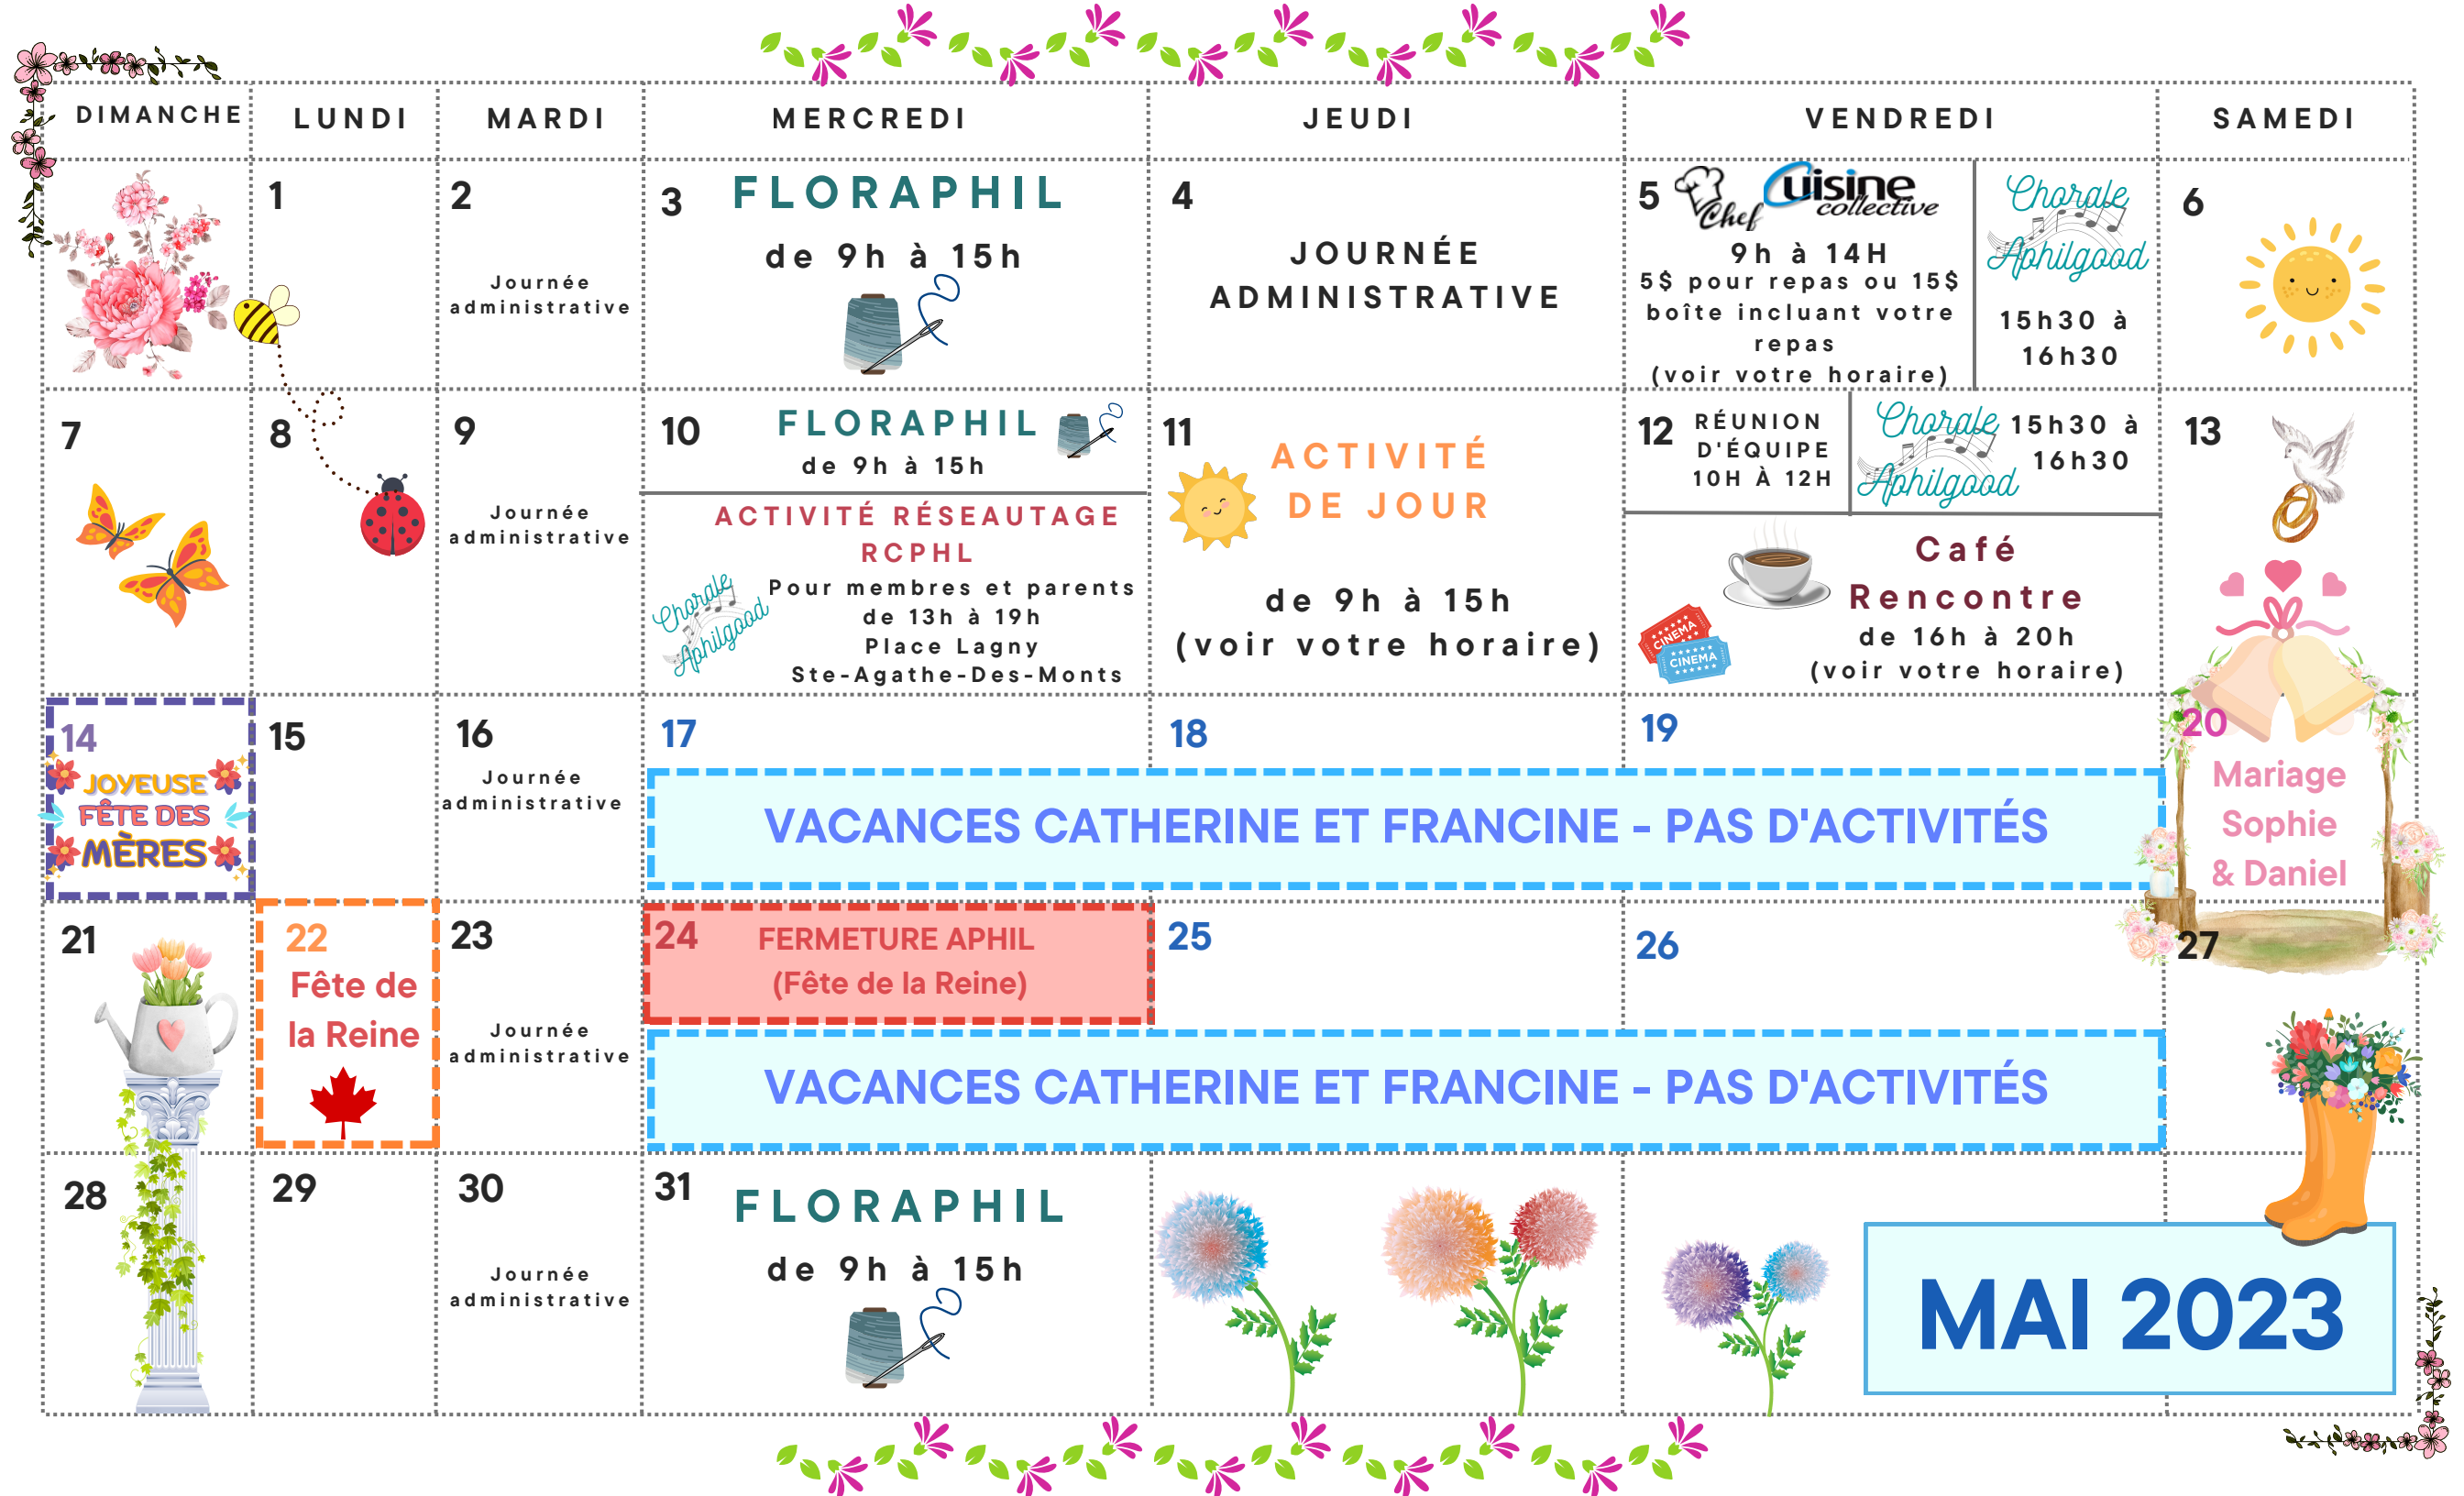 DIMANCHE
LUNDI
MARDI
MERCREDI
JEUDI
VENDREDI
SAMEDI
1
2
Journée
administrative
3
FLORAPHIL
de 9h à 15h
4
JOURNÉE
ADMINISTRATIVE
5
Chef
Cuisine
collective
9h à 14H
5$ pour repas ou 15$
boîte incluant votre
repas
(voir votre horaire)
Chorale
Aphilgood
15h30 à
16h30
6
7
8
9
Journée
administrative
10
FLORAPHIL
de 9h à 15h
ACTIVITÉ RÉSEAUTAGE
RCPHL
Chorale
Aphilgood
Pour membres et parents
de 13h à 19h
Place Lagny
Ste-Agathe-Des-Monts
11
ACTIVITÉ
DE JOUR
de 9h à 15h
(voir votre horaire)
12
RÉUNION
D'ÉQUIPE
10H À 12H
Chorale
Aphilgood
15h30 à
16h30
CINEMA
CINEMA
Café
Rencontre
de 16h à 20h
(voir votre horaire)
13
14
JOYEUSE
FÊTE DES
MÈRES
15
16
Journée
administrative
17
18
19
VACANCES CATHERINE ET FRANCINE - PAS D'ACTIVITÉS
20
Mariage
Sophie
& Daniel
21
22
Fête de
la Reine
23
Journée
administrative
24
FERMETURE APHIL
(Fête de la Reine)
25
26
VACANCES CATHERINE ET FRANCINE - PAS D'ACTIVITÉS
27
28
29
30
Journée
administrative
31
FLORAPHIL
de 9h à 15h
MAI 2023